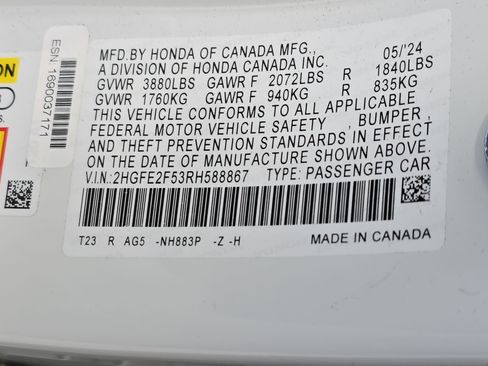 MFD.BY HONDA OF CANADA MFG., 05/'24
A DIVISION OF HONDA CANADA INC.
GVWR 3880LBS GAWR F 2072LBS R 1840LBS
GVWR 1760KG GAWR F 940KG R 835KG
THIS VEHICLE CONFORMS TO ALL APPLICABLE
FEDERAL MOTOR VEHICLE SAFETY , BUMPER ,
AND THEFT PREVENTION STANDARDS IN EFFECT
ON THE DATE OF MANUFACTURE SHOWN ABOVE.
V.I.N.:2HGFE2F53RH588867 TYPE: PASSENGER CAR
T23 R AG5 -NH883P -Z -H MADE IN CANADA
ESN: 1690037171